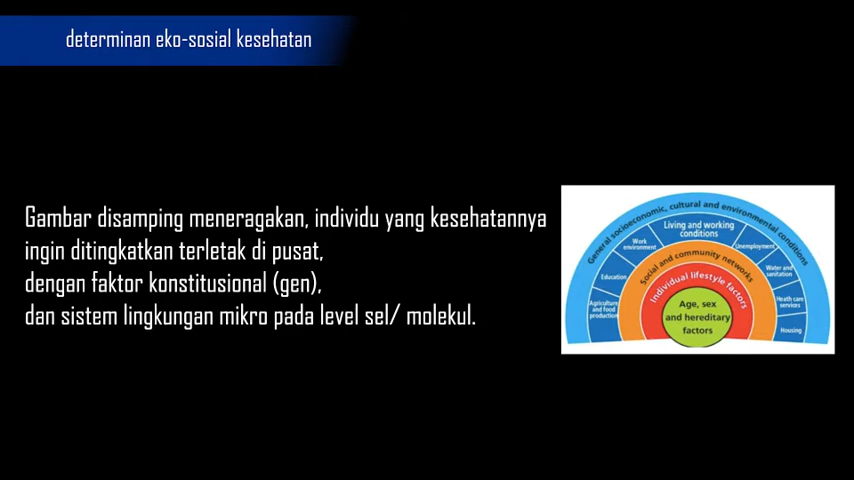 determinan eko-sosial kesehatan
Gambar disamping meneragakan, individu yang kesehatannya
ingin ditingkatkan terletak di pusat,
dengan faktor konstitusional (gen),
dan sistem lingkungan mikro pada level sel/ molekul.
General socioeconomic, cultural and environmental conditions
Living and working
conditions
Work
environment
Unemployment
Education
Water and
sanitation
Agriculture
and food
production
Heath care
services
Housing
Social and community networks
Individual lifestyle factors
Age, sex
and hereditary
factors